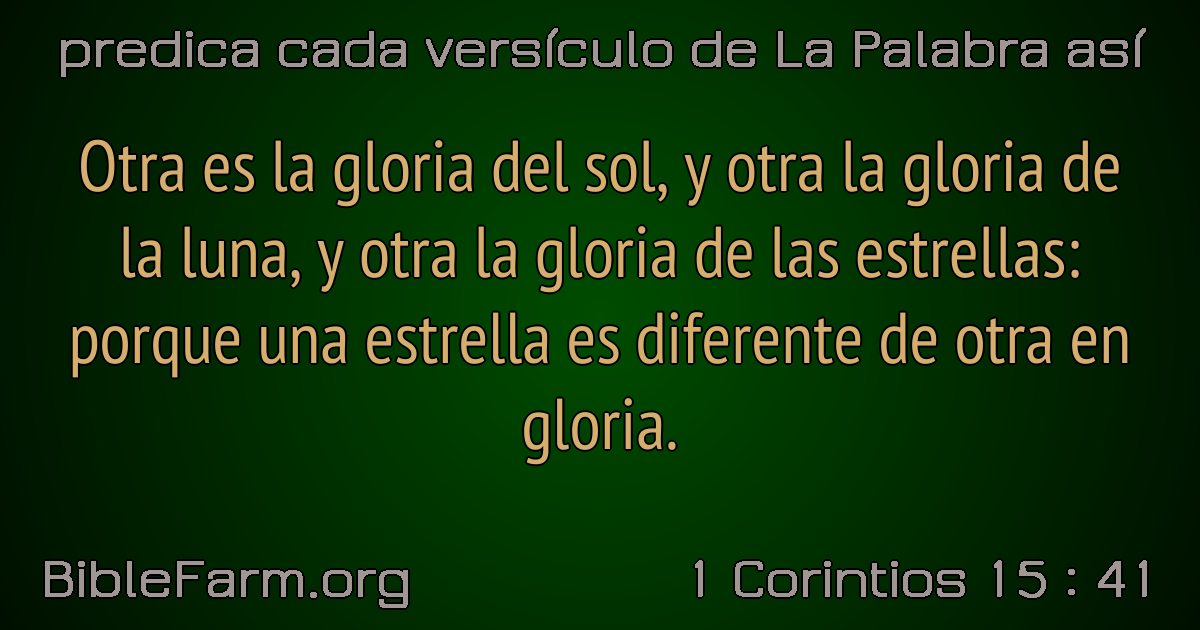 predica cada versículo de La Palabra así
Otra es la gloria del sol, y otra la gloria de
la luna, y otra la gloria de las estrellas:
porque una estrella es diferente de otra en
gloria.
BibleFarm.org
1 Corintios 15 : 41